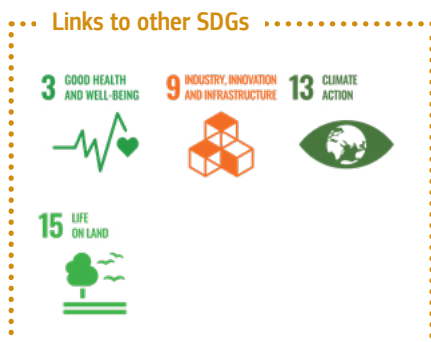 Links to other SDGs
3 GOOD HEALTH
AND WELL-BEING
9 INDUSTRY, INNOVATION
AND INFRASTRUCTURE
13 CLIMATE
ACTION
15 LIFE
ON LAND